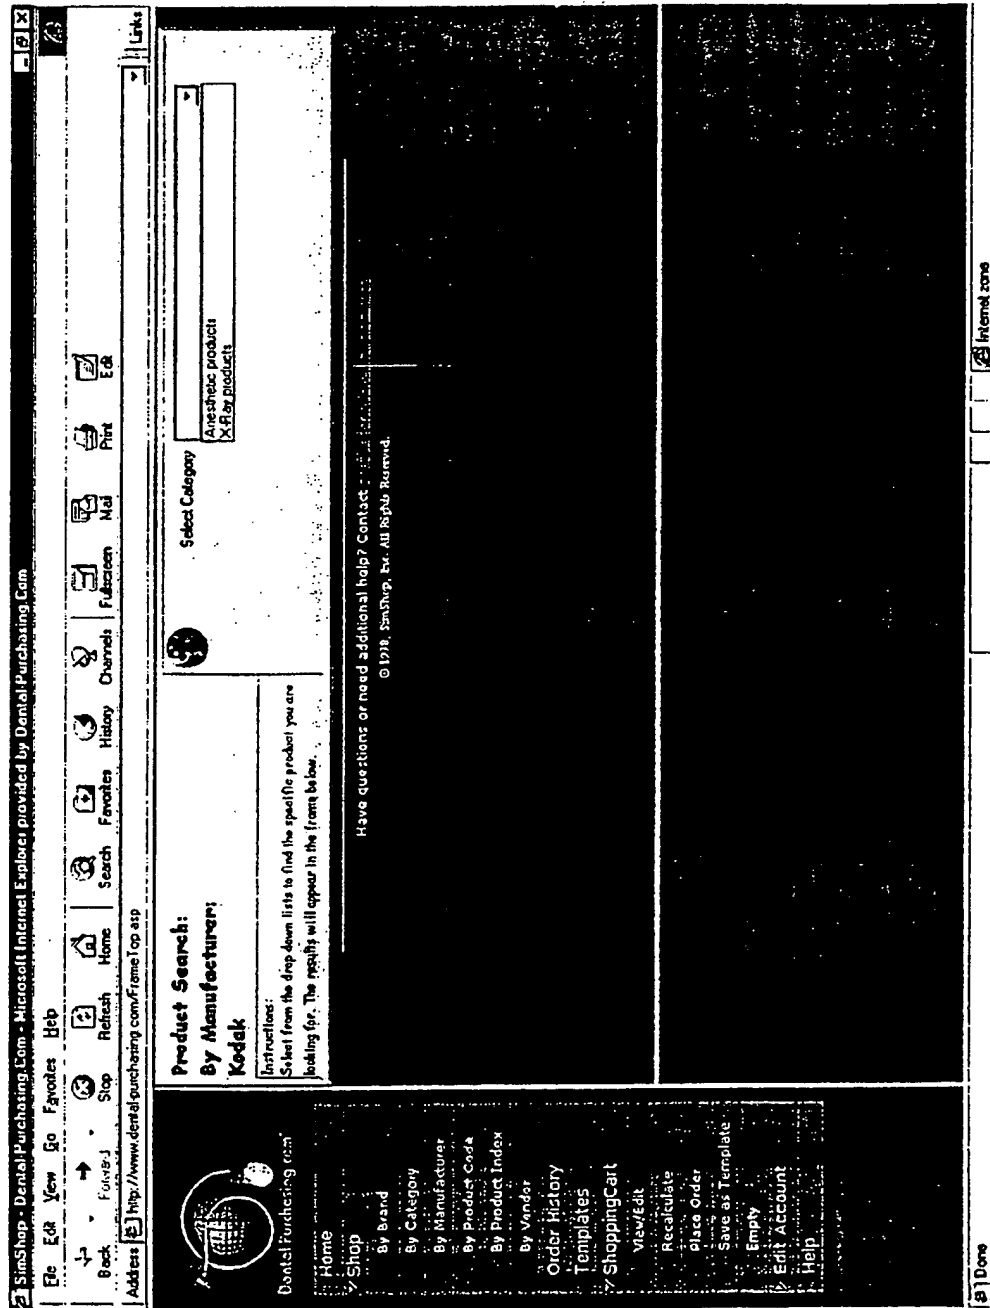 SimShop - Dental-Purchasing.Com - Microsoft Internet Explorer provided by Dental-Purchasing.Com
File Edit View Go Favorites Help
Back Forward Stop Refresh Home Search Favorites History Channels Fullscreen Mail Print Edit
Address http://www.dental-purchasing.com/FrameTop.asp Links
Dental Purchasing.com
Home
Shop
By Brand
By Category
By Manufacturer
By Product Code
By Product Index
By Vendor
Order History
Templates
ShoppingCart
View/Edit
Recalculate
Place Order
Save as Template
Empty
Edit Account
Help
Product Search:
By Manufacturer:
Kodak
Instructions:
Select from the drop down lists to find the specific product you are
looking for. The results will appear in the frame below.
Select Category
Anesthetic products
X-Ray products
Have questions or need additional help? Contact
© 1998, SimShop, Inc. All Rights Reserved.
Done Internet zone